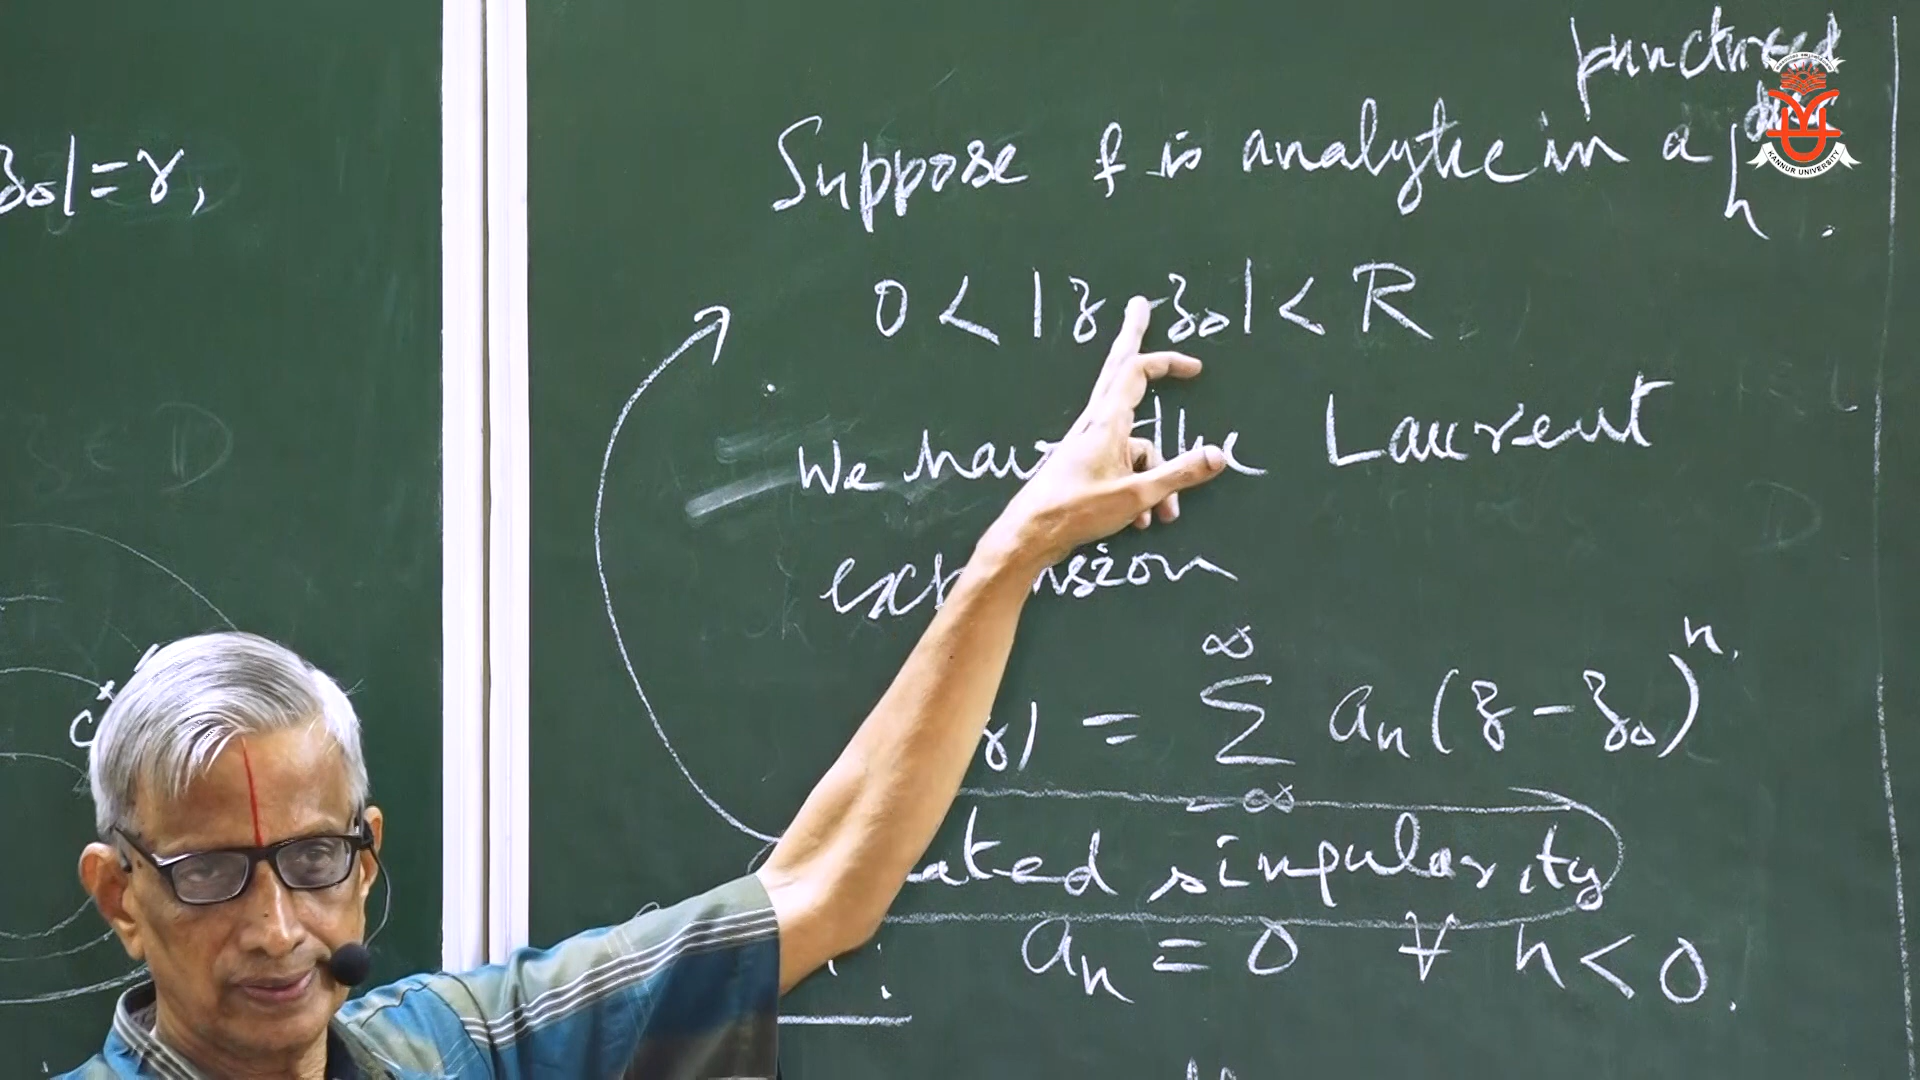 z₀|=r,
punctured
disc
Suppose f is analytic in a
0 < |z - z₀| < R
We have the Laurent
expansion
= ∑_{-∞}^{∞} aₙ(z - z₀)ⁿ.
singularity
aₙ = 0 ∀ n < 0.
KANNUR UNIVERSITY